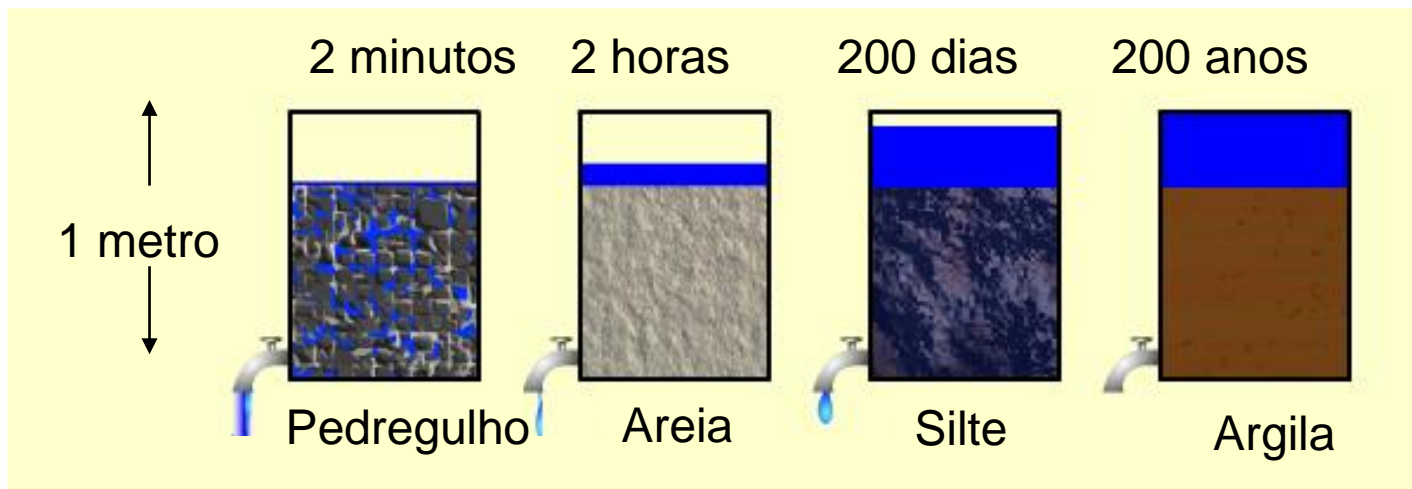 2 minutos 2 horas 200 dias 200 anos
1 metro
Pedregulho Areia Silte Argila